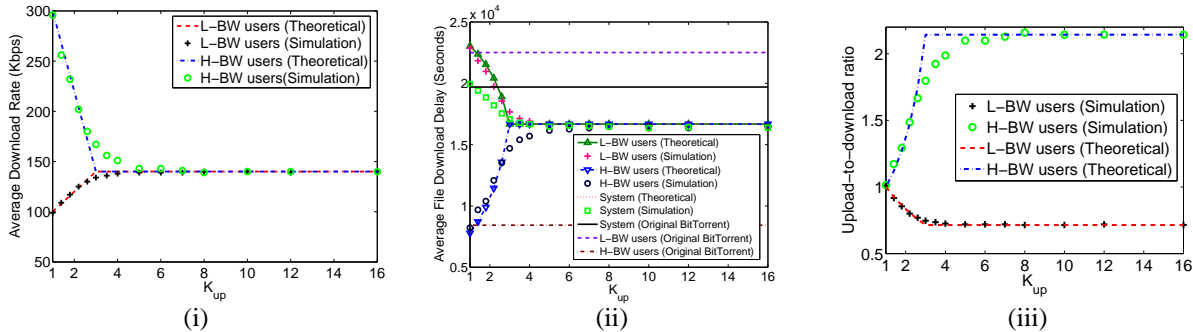 300
250
200
150
100
50
Average Download Rate (Kbps)
L-BW users (Theoretical)
L-BW users (Simulation)
H-BW users (Theoretical)
H-BW users(Simulation)
1 2 4 6 8 10 12 14 16
K_up
(i)
x 10^4
2.5
2
1.5
1
0.5
Average File Download Delay (Seconds)
L-BW users (Theoretical)
L-BW users (Simulation)
H-BW users (Theoretical)
H-BW users (Simulation)
System (Theoretical)
System (Simulation)
System (Original BitTorrent)
L-BW users (Original BitTorrent)
H-BW users (Original BitTorrent)
1 2 4 6 8 10 12 14 16
K_up
(ii)
2
1.5
1
0.5
0
Upload-to-download ratio
L-BW users (Simulation)
H-BW users (Simulation)
L-BW users (Theoretical)
H-BW users (Theoretical)
1 2 4 6 8 10 12 14 16
K_up
(iii)